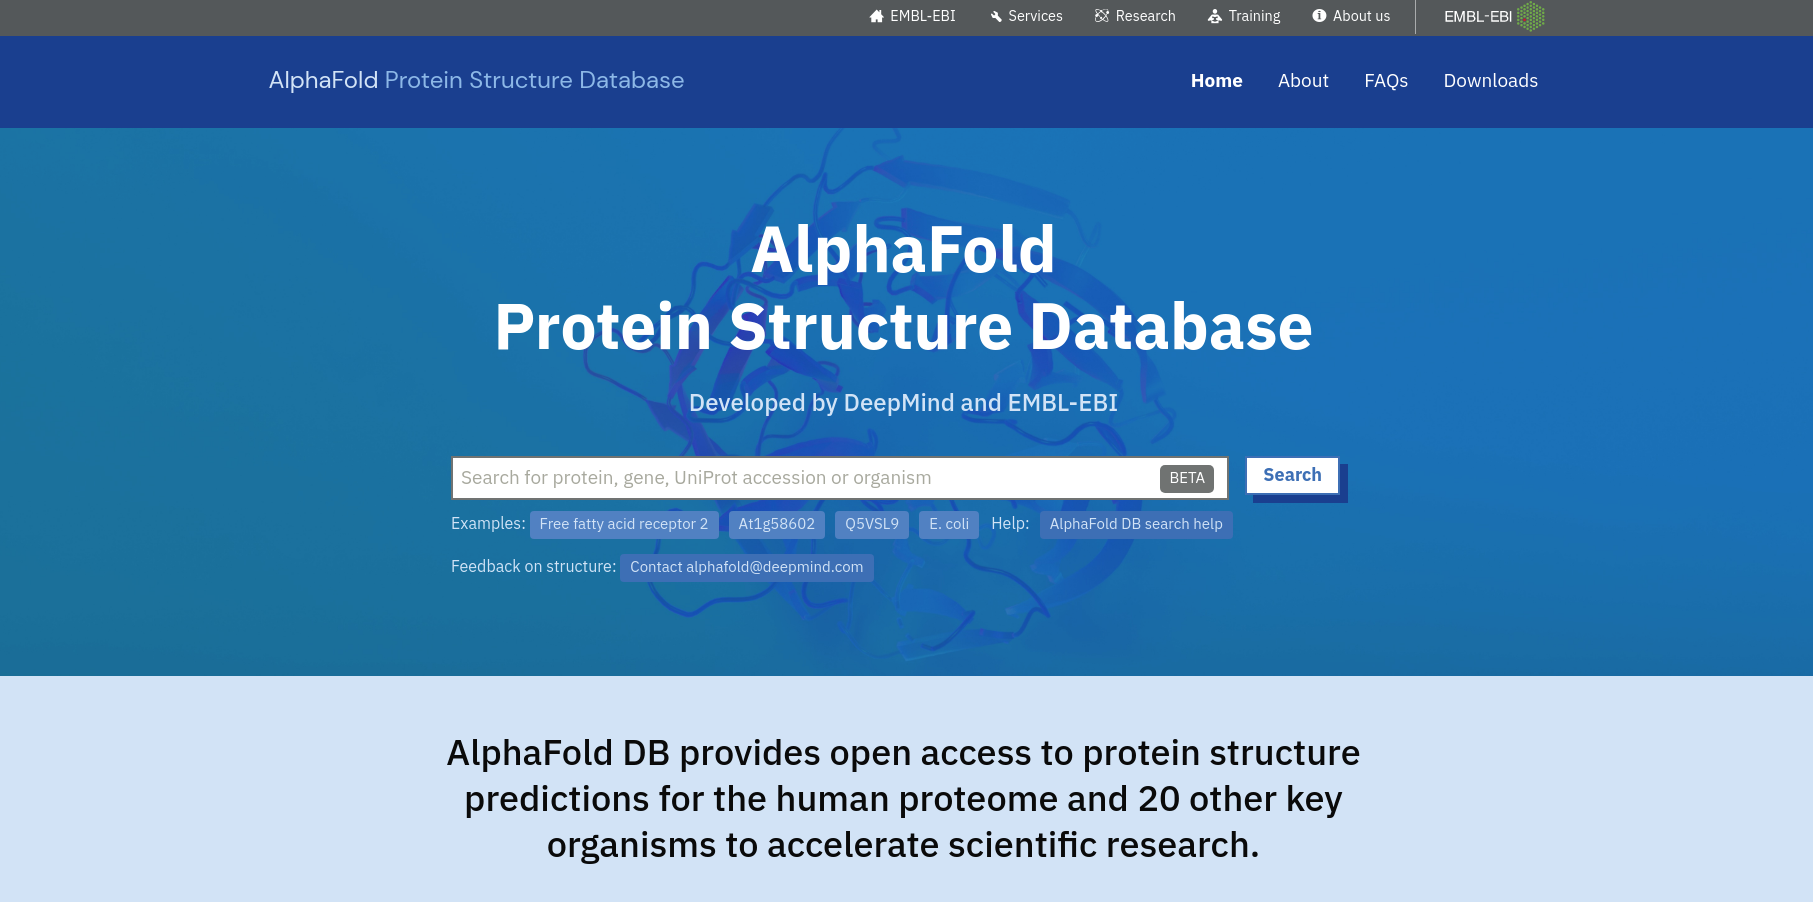 EMBL-EBI Services Research Training About us EMBL-EBI
AlphaFold Protein Structure Database Home About FAQs Downloads
AlphaFold
Protein Structure Database
Developed by DeepMind and EMBL-EBI
Search for protein, gene, UniProt accession or organism BETA Search
Examples: Free fatty acid receptor 2 At1g58602 Q5VSL9 E. coli Help: AlphaFold DB search help
Feedback on structure: Contact alphafold@deepmind.com
AlphaFold DB provides open access to protein structure
predictions for the human proteome and 20 other key
organisms to accelerate scientific research.